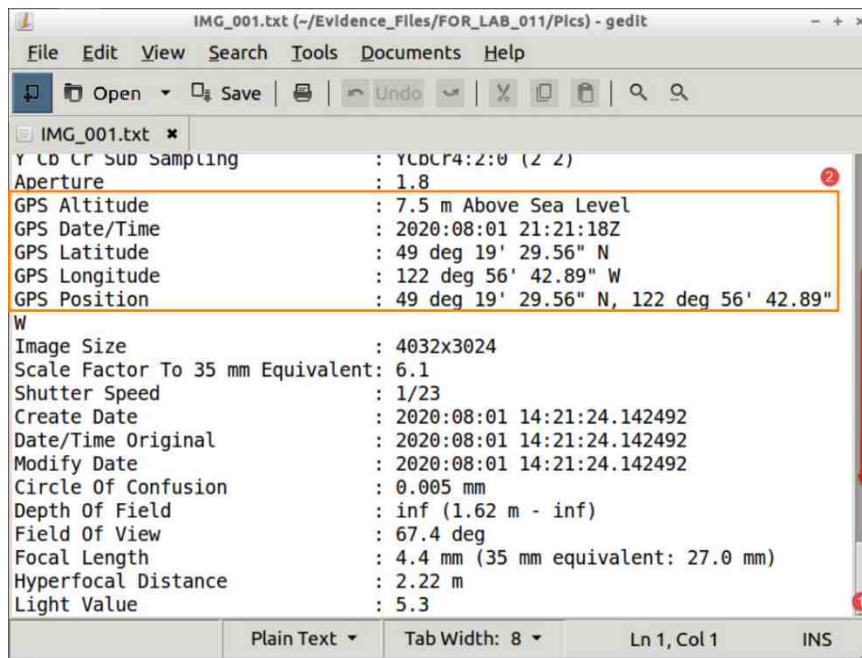 IMG_001.txt (~/Evidence_Files/FOR_LAB_011/Pics) - gedit
File Edit View Search Tools Documents Help
Open Save Undo
IMG_001.txt
Y Cb Cr Sub Sampling : YCbCr4:2:0 (2 2)
Aperture : 1.8
2
GPS Altitude : 7.5 m Above Sea Level
GPS Date/Time : 2020:08:01 21:21:18Z
GPS Latitude : 49 deg 19' 29.56" N
GPS Longitude : 122 deg 56' 42.89" W
GPS Position : 49 deg 19' 29.56" N, 122 deg 56' 42.89"
W
Image Size : 4032x3024
Scale Factor To 35 mm Equivalent: 6.1
Shutter Speed : 1/23
Create Date : 2020:08:01 14:21:24.142492
Date/Time Original : 2020:08:01 14:21:24.142492
Modify Date : 2020:08:01 14:21:24.142492
Circle Of Confusion : 0.005 mm
Depth Of Field : inf (1.62 m - inf)
Field Of View : 67.4 deg
Focal Length : 4.4 mm (35 mm equivalent: 27.0 mm)
Hyperfocal Distance : 2.22 m
Light Value : 5.3
Plain Text Tab Width: 8 Ln 1, Col 1 INS